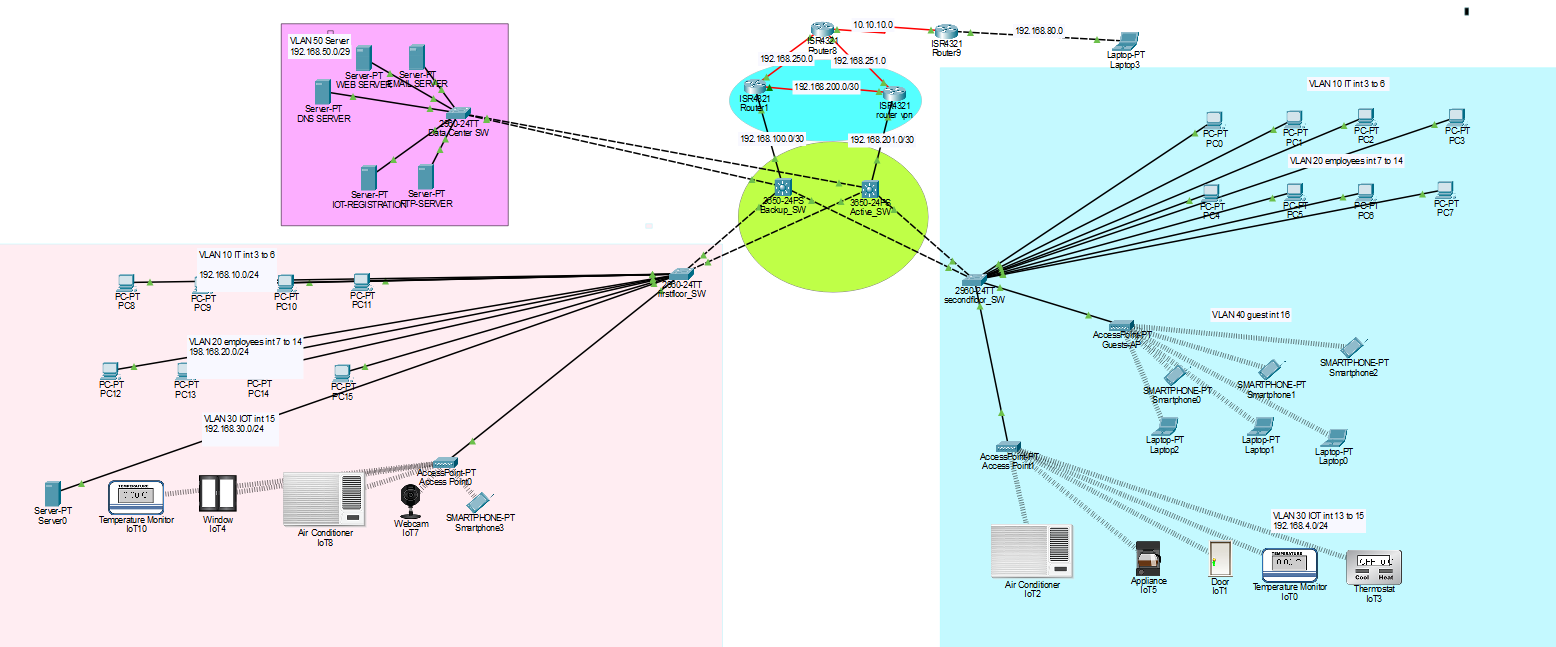 VLAN 50 Server
192.168.50.0/29
Server-PT
WEB SERVER
Server-PT
EMAIL SERVER
Server-PT
DNS SERVER
2960-24TT
Data Center SW
Server-PT
IOT-REGISTRATION
Server-PT
FTP-SERVER
ISR4321
Router8
10.10.10.0
ISR4321
Router9
192.168.80.0
Laptop-PT
Laptop3
192.168.250.0
192.168.251.0
ISR4321
Router1
192.168.200.0/30
ISR4321
router vpn
192.168.100.0/30
192.168.201.0/30
3650-24PS
Backup_SW
3650-24PS
Active_SW
VLAN 10 IT int 3 to 6
PC-PT
PC0
PC-PT
PC1
PC-PT
PC2
PC-PT
PC3
VLAN 20 employees int 7 to 14
PC-PT
PC4
PC-PT
PC5
PC-PT
PC6
PC-PT
PC7
VLAN 10 IT int 3 to 6
192.168.10.0/24
PC-PT
PC8
PC-PT
PC9
PC-PT
PC10
PC-PT
PC11
2960-24TT
firstfloor_SW
2960-24TT
secondfloor_SW
VLAN 20 employees int 7 to 14
198.168.20.0/24
PC-PT
PC12
PC-PT
PC13
PC-PT
PC14
PC-PT
PC15
VLAN 30 IOT int 15
192.168.30.0/24
Server-PT
Server0
TEMPERATURE
Temperature Monitor
IoT10
Window
IoT4
Air Conditioner
IoT8
AccessPoint-PT
Access Point0
Webcam
IoT7
SMARTPHONE-PT
Smartphone3
VLAN 40 guest int 16
AccessPoint-PT
Guests-AP
SMARTPHONE-PT
Smartphone0
SMARTPHONE-PT
Smartphone1
SMARTPHONE-PT
Smartphone2
Laptop-PT
Laptop2
Laptop-PT
Laptop1
Laptop-PT
Laptop0
AccessPoint-PT
Access Point1
VLAN 30 IOT int 13 to 15
192.168.4.0/24
Air Conditioner
IoT2
Appliance
IoT5
Door
IoT1
TEMPERATURE
Temperature Monitor
IoT0
Cool Heat
Thermostat
IoT3